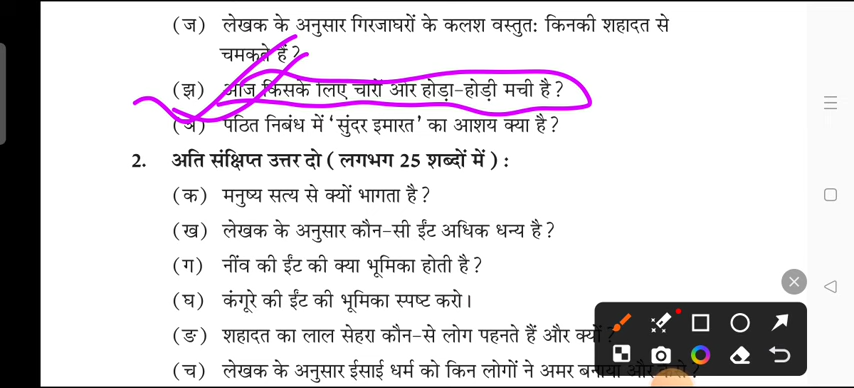 (ज) लेखक के अनुसार गिरजाघरों के कलश वस्तुत: किनकी शहादत से
चमकते हैं?
(झ) आज किसके लिए चारों ओर होड़ा-होड़ी मची है?
(ञ) पठित निबंध में ‘सुंदर इमारत’ का आशय क्या है?
2. अति संक्षिप्त उत्तर दो ( लगभग 25 शब्दों में ) :
(क) मनुष्य सत्य से क्यों भागता है?
(ख) लेखक के अनुसार कौन-सी ईंट अधिक धन्य है?
(ग) नींव की ईंट की क्या भूमिका होती है?
(घ) कंगूरे की ईंट की भूमिका स्पष्ट करो।
(ङ) शहादत का लाल सेहरा कौन-से लोग पहनते हैं और क्यों?
(च) लेखक के अनुसार ईसाई धर्म को किन लोगों ने अमर बनाया और